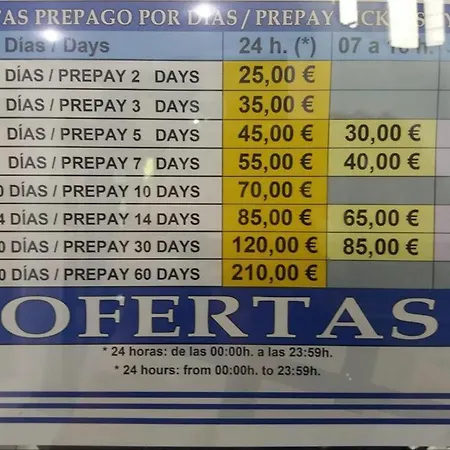 PREPAGO POR DÍAS / PREPAY
Días / Days 24 h. (*) 07 a
DÍAS / PREPAY 2 DAYS 25,00 €
DÍAS / PREPAY 3 DAYS 35,00 €
DÍAS / PREPAY 5 DAYS 45,00 € 30,00 €
DÍAS / PREPAY 7 DAYS 55,00 € 40,00 €
0 DÍAS / PREPAY 10 DAYS 70,00 €
4 DÍAS / PREPAY 14 DAYS 85,00 € 65,00 €
0 DÍAS / PREPAY 30 DAYS 120,00 € 85,00 €
0 DÍAS / PREPAY 60 DAYS 210,00 €
OFERTAS
* 24 horas: de las 00:00h. a las 23:59h.
* 24 hours: from 00:00h. to 23:59h.